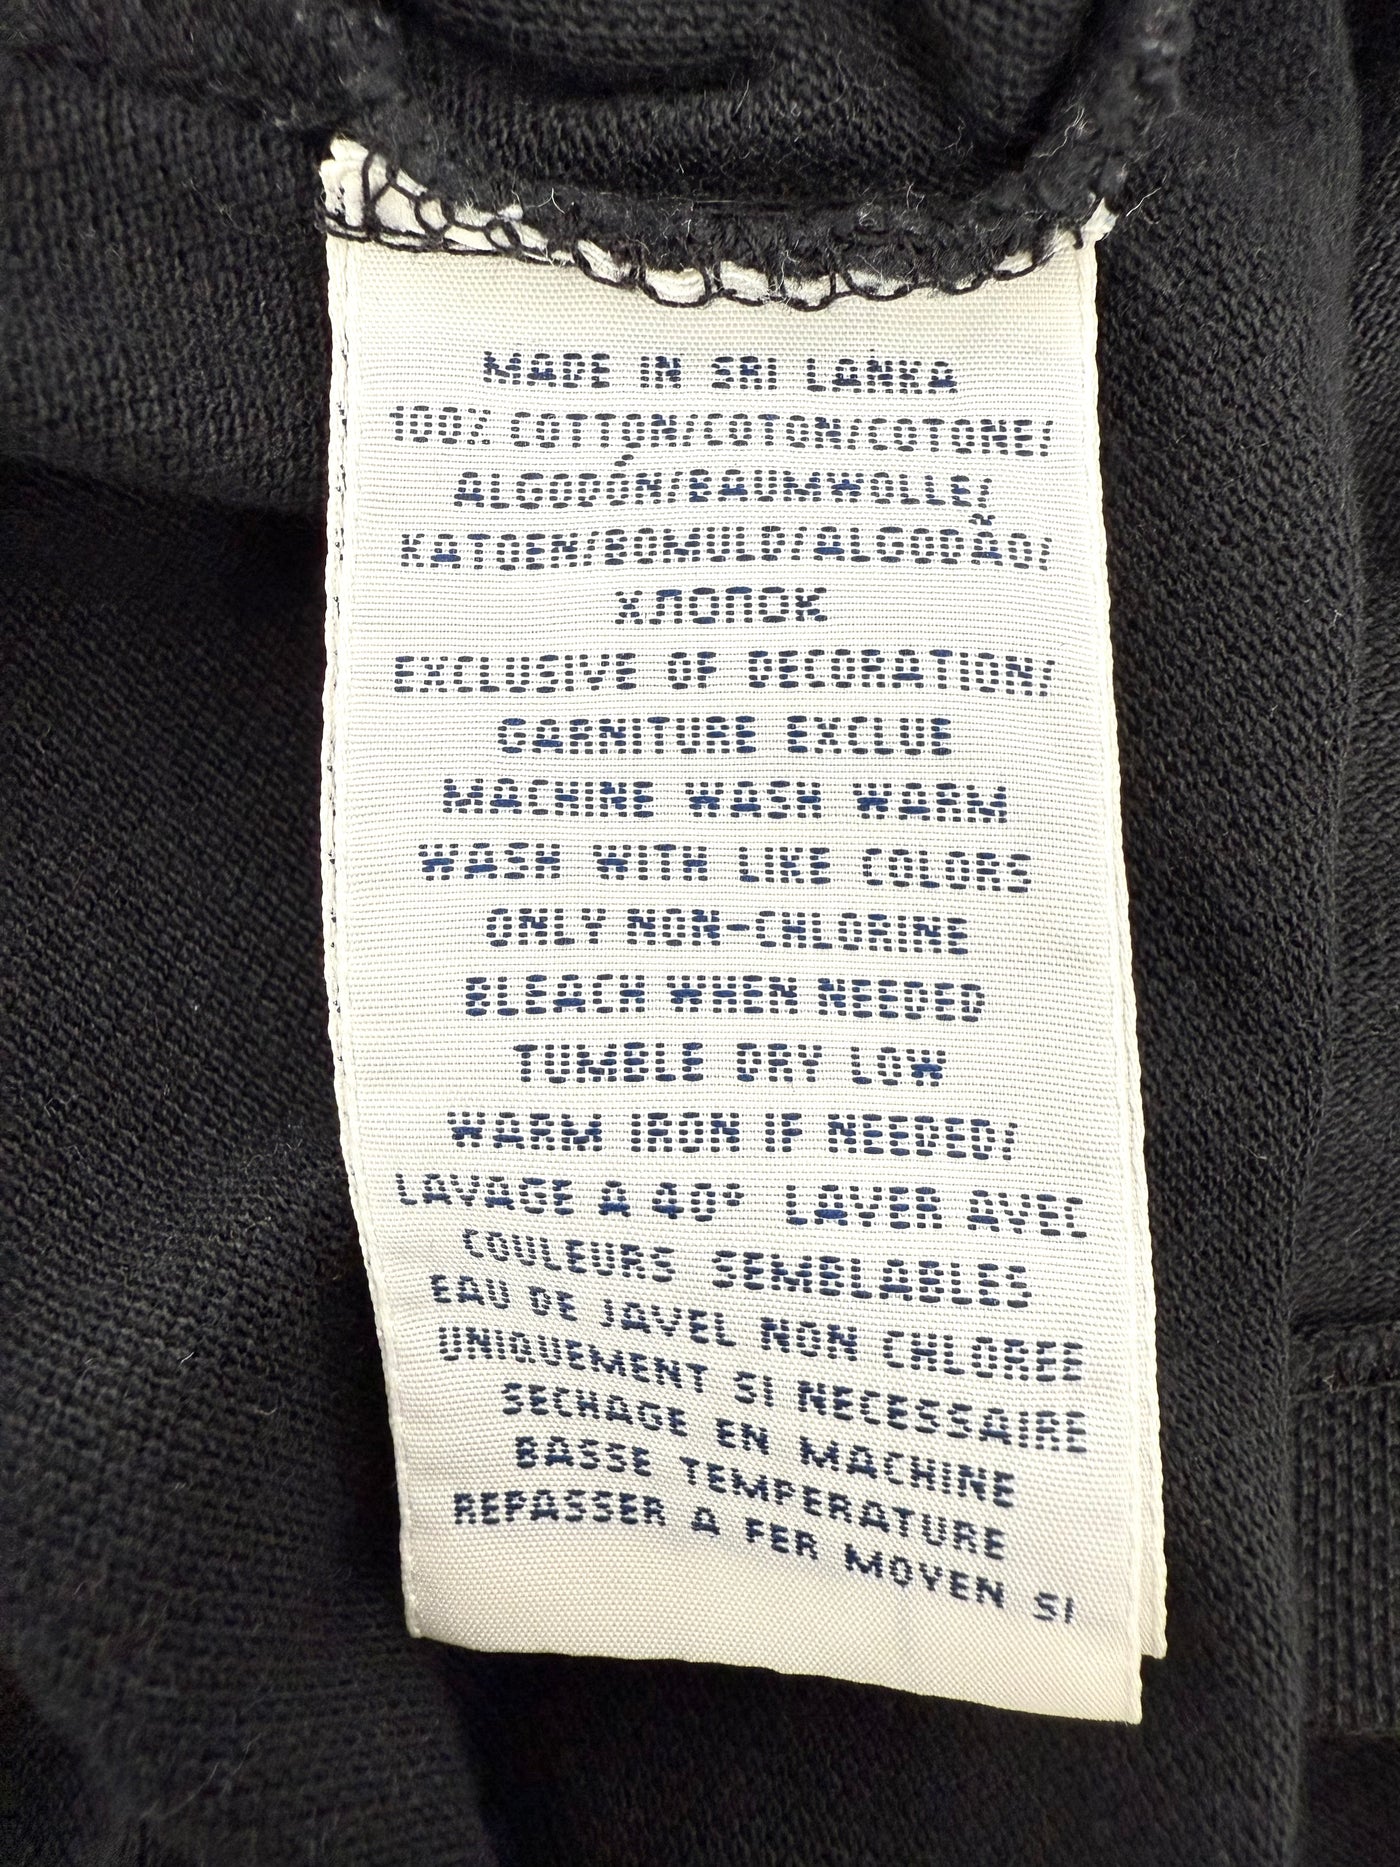 MADE IN SRI LANKA
100% COTTON/COTON/COTONE/
ALGODÓN/BAUMWOLLE/
KATOEN/BOMULD/ALGODÃO/
ХЛОПОК
EXCLUSIVE OF DECORATION/
GARNITURE EXCLUE
MACHINE WASH WARM
WASH WITH LIKE COLORS
ONLY NON-CHLORINE
BLEACH WHEN NEEDED
TUMBLE DRY LOW
WARM IRON IF NEEDED/
LAVAGE A 40° LAVER AVEC
COULEURS SEMBLABLES
EAU DE JAVEL NON CHLOREE
UNIQUEMENT SI NECESSAIRE
SECHAGE EN MACHINE
BASSE TEMPERATURE
REPASSER A FER MOYEN SI